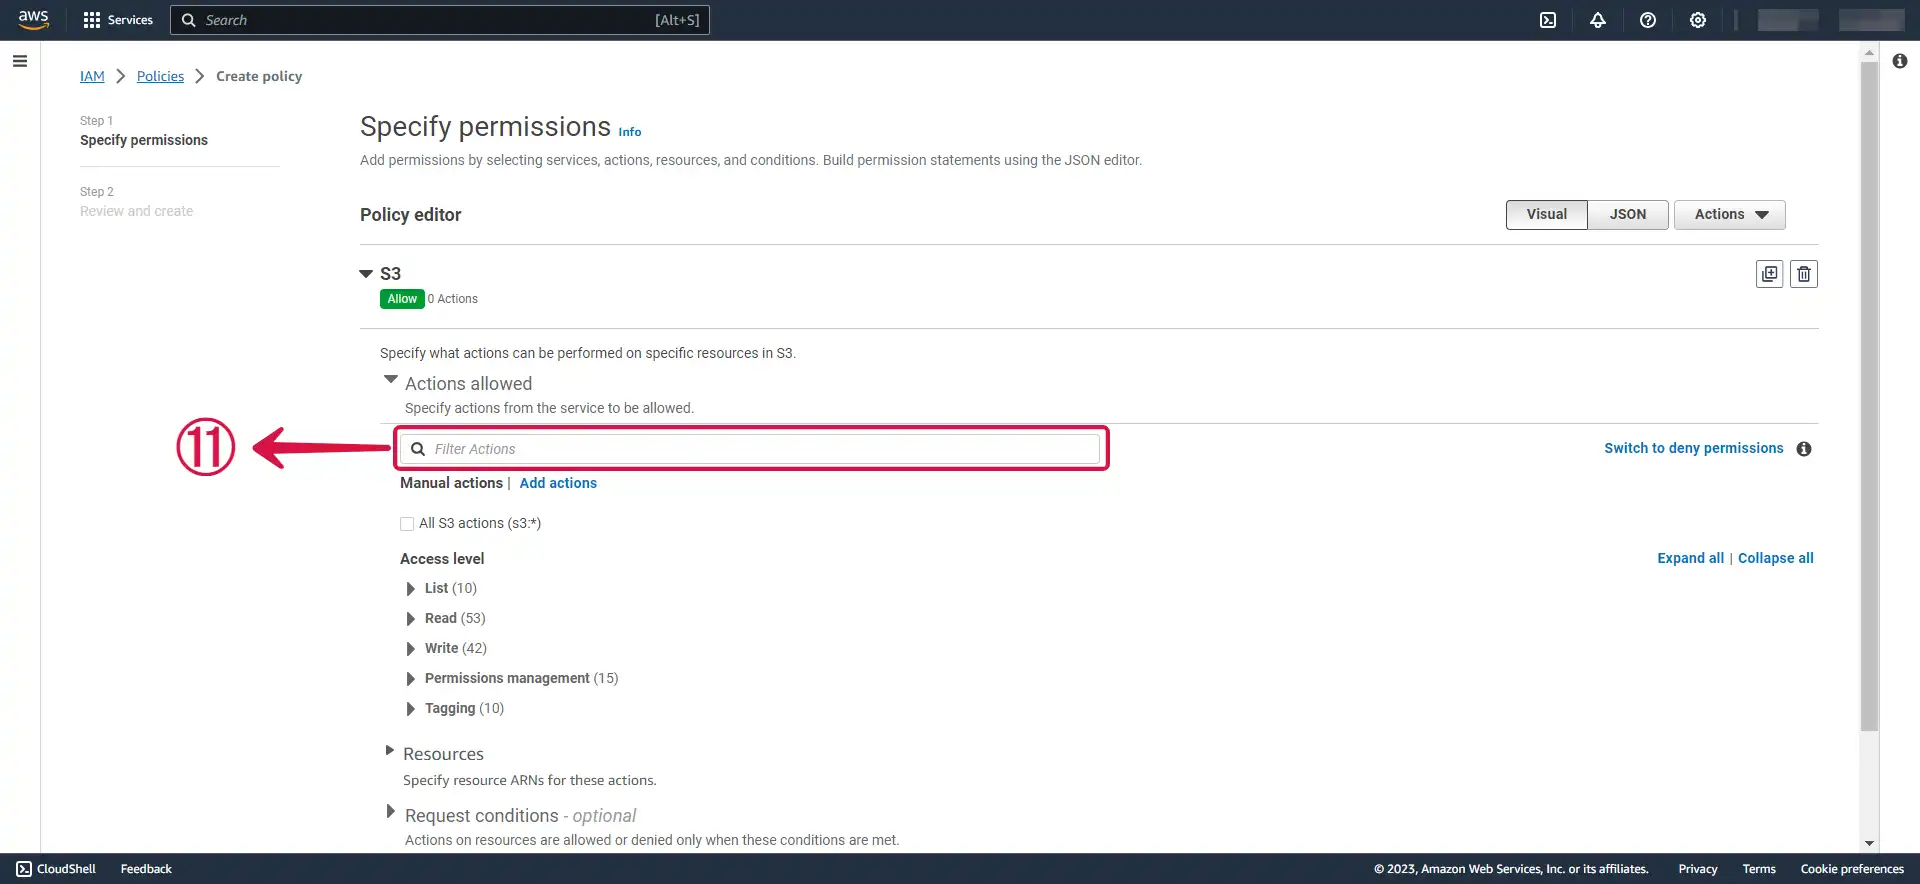 aws Services Search [Alt+S]
IAM > Policies > Create policy
Step 1
Specify permissions
Step 2
Review and create
Specify permissions Info
Add permissions by selecting services, actions, resources, and conditions. Build permission statements using the JSON editor.
Policy editor Visual JSON Actions
S3
Allow 0 Actions
Specify what actions can be performed on specific resources in S3.
Actions allowed
Specify actions from the service to be allowed.
⑪ Filter Actions Switch to deny permissions
Manual actions | Add actions
All S3 actions (s3:*)
Access level Expand all | Collapse all
List (10)
Read (53)
Write (42)
Permissions management (15)
Tagging (10)
Resources
Specify resource ARNs for these actions.
Request conditions - optional
Actions on resources are allowed or denied only when these conditions are met.
CloudShell Feedback © 2023, Amazon Web Services, Inc. or its affiliates. Privacy Terms Cookie preferences